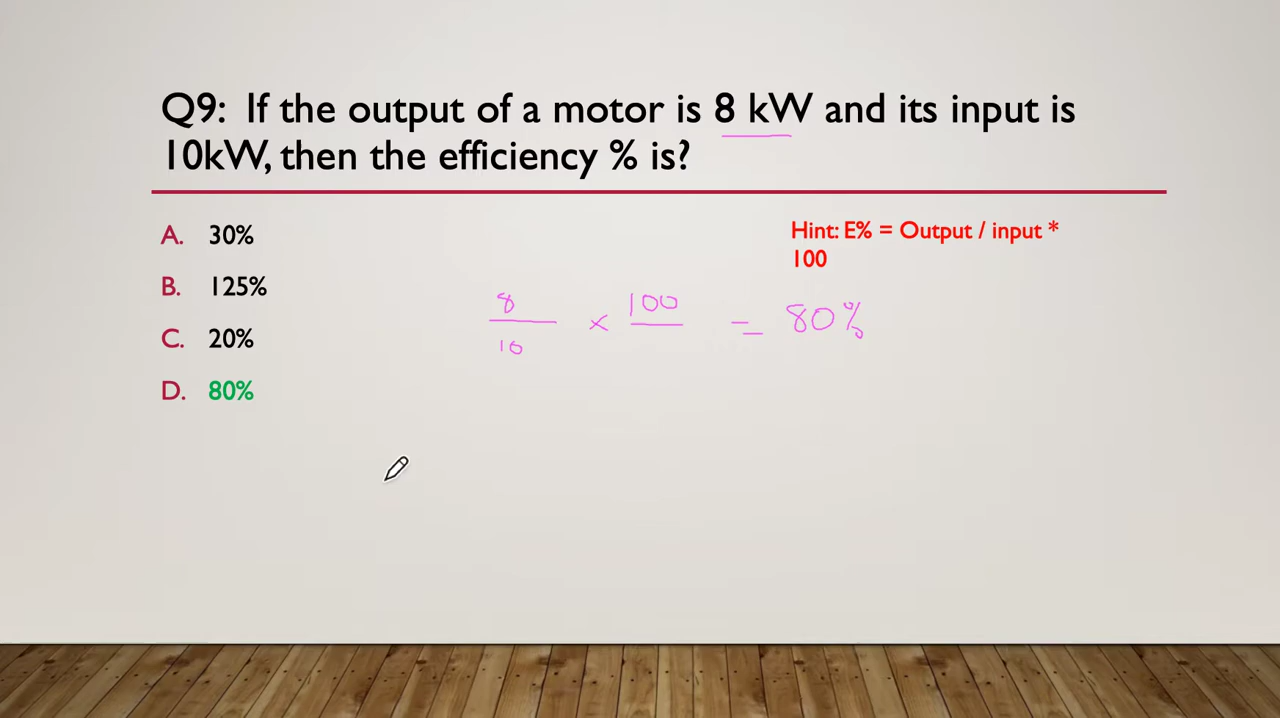 Q9: If the output of a motor is 8 kW and its input is
10kW, then the efficiency % is?
A. 30%
B. 125%
C. 20%
D. 80%
Hint: E% = Output / input *
100
8
10
× 100 = 80%